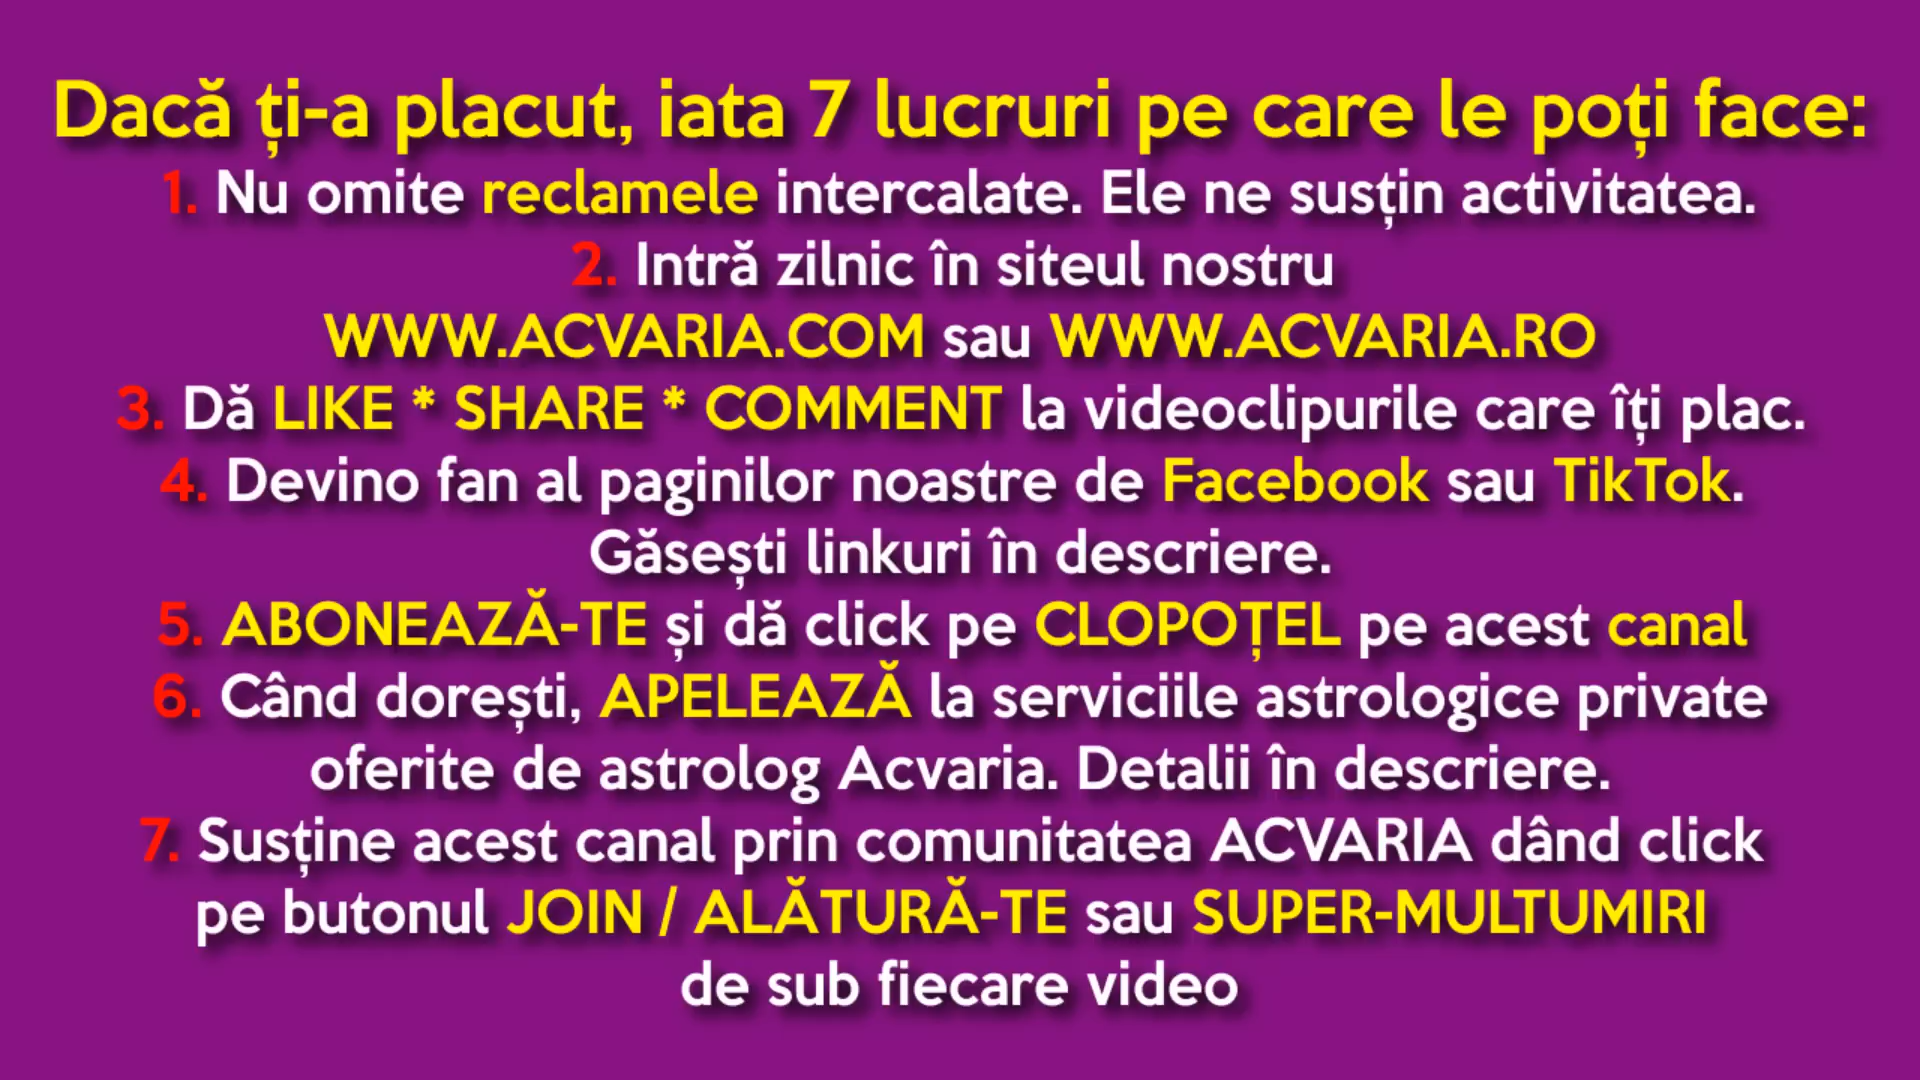 Dacă ți-a placut, iata 7 lucruri pe care le poți face:
1. Nu omite reclamele intercalate. Ele ne susțin activitatea.
2. Intră zilnic în siteul nostru
WWW.ACVARIA.COM sau WWW.ACVARIA.RO
3. Dă LIKE * SHARE * COMMENT la videoclipurile care îți plac.
4. Devino fan al paginilor noastre de Facebook sau TikTok.
Găsești linkuri în descriere.
5. ABONEAZĂ-TE și dă click pe CLOPOȚEL pe acest canal
6. Când dorești, APELEAZĂ la serviciile astrologice private
oferite de astrolog Acvaria. Detalii în descriere.
7. Susține acest canal prin comunitatea ACVARIA dând click
pe butonul JOIN / ALĂTURĂ-TE sau SUPER-MULTUMIRI
de sub fiecare video